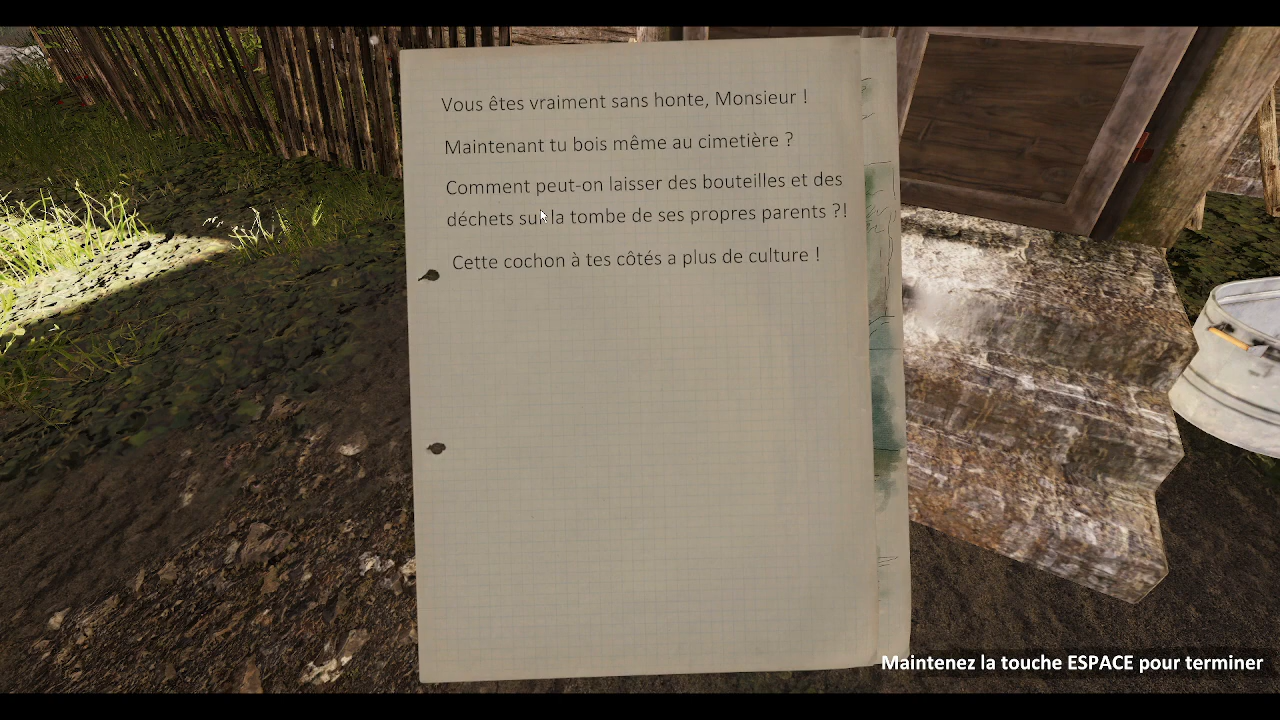 Vous êtes vraiment sans honte, Monsieur !
Maintenant tu bois même au cimetière ?
Comment peut-on laisser des bouteilles et des
déchets sur la tombe de ses propres parents ?!
Cette cochon à tes côtés a plus de culture !
Maintenez la touche ESPACE pour terminer